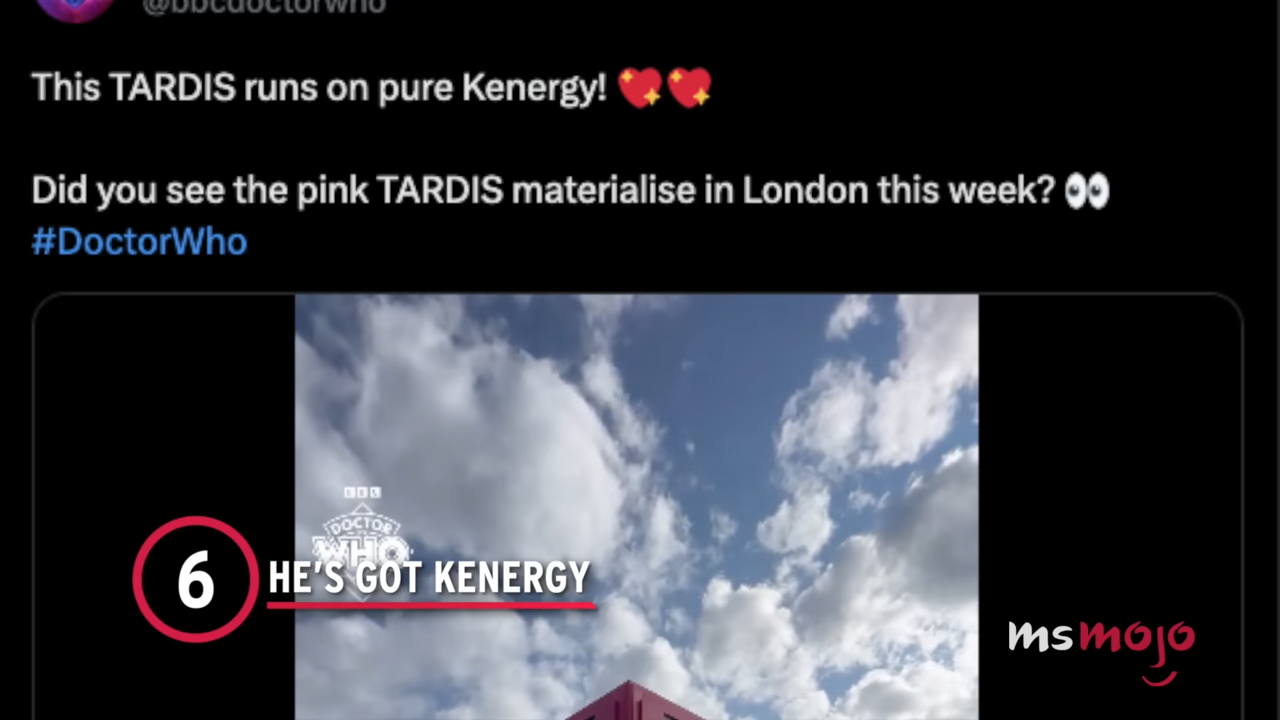 @bbcdoctorwho
This TARDIS runs on pure Kenergy! 💖💖
Did you see the pink TARDIS materialise in London this week? 👀
#DoctorWho
BBC
DOCTOR
WHO
6
HE'S GOT KENERGY
msmojo